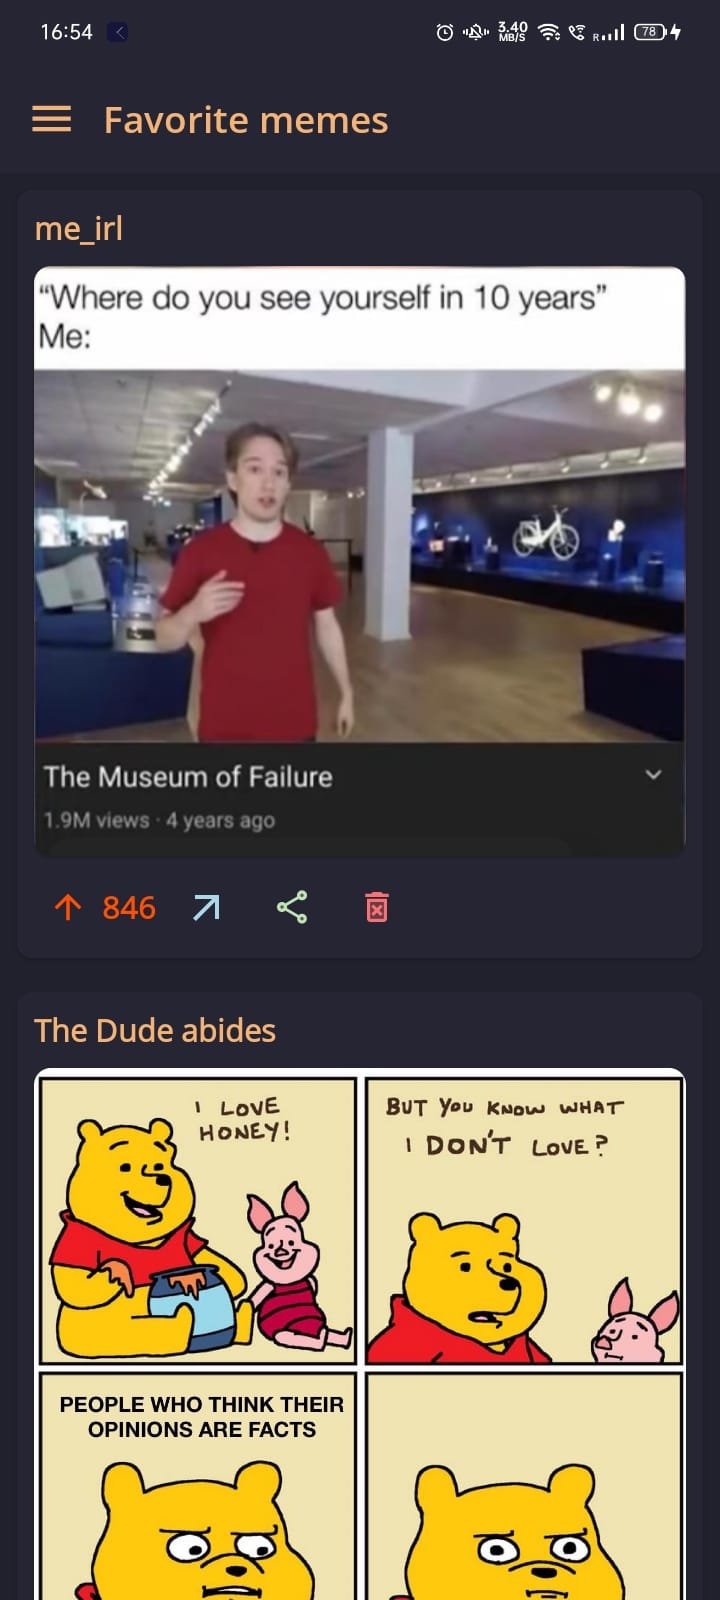 16:54
3.40
MB/S
R
78
Favorite memes
me_irl
“Where do you see yourself in 10 years”
Me:
The Museum of Failure
1.9M views · 4 years ago
846
The Dude abides
I LOVE
HONEY!
BUT YOU KNOW WHAT
I DON'T LOVE?
PEOPLE WHO THINK THEIR
OPINIONS ARE FACTS